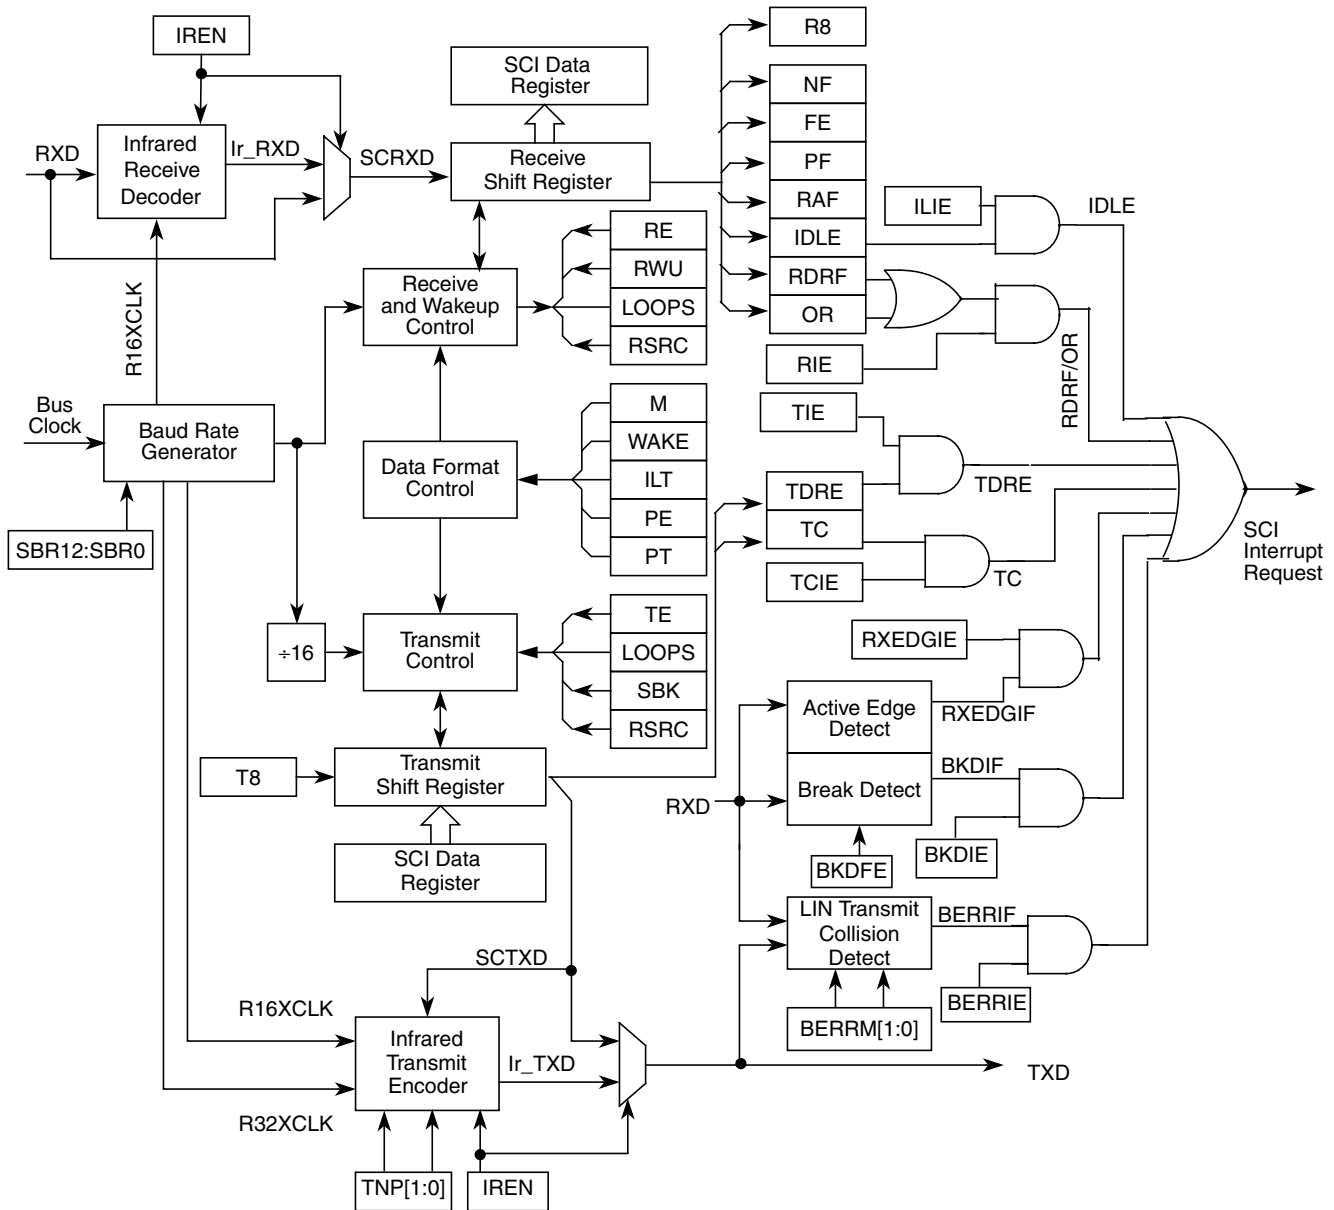 IREN
SCI Data
Register
R8
NF
FE
PF
RAF
IDLE
RDRF
OR
RXD
Infrared
Receive
Decoder
Ir_RXD
SCRXD
Receive
Shift Register
ILIE
IDLE
RE
RWU
LOOPS
RSRC
Receive
and Wakeup
Control
R16XCLK
RIE
RDRF/OR
Bus
Clock
Baud Rate
Generator
SBR12:SBR0
Data Format
Control
M
WAKE
ILT
PE
PT
TIE
TDRE
TC
TCIE
TDRE
TC
SCI
Interrupt
Request
÷16
Transmit
Control
TE
LOOPS
SBK
RSRC
RXEDGIE
Active Edge
Detect
RXEDGIF
T8
Transmit
Shift Register
SCI Data
Register
RXD
Break Detect
BKDIF
BKDIE
BKDFE
LIN Transmit
Collision
Detect
BERRIF
BERRIE
BERRM[1:0]
SCTXD
R16XCLK
R32XCLK
Infrared
Transmit
Encoder
Ir_TXD
TXD
TNP[1:0]
IREN